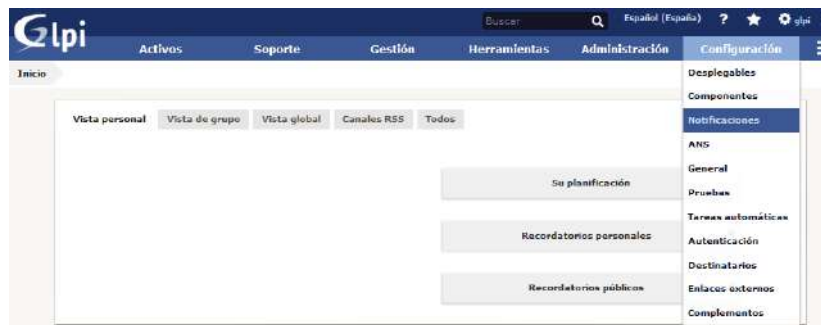 Glpi
Buscar Español (España) ? glpi
Activos Soporte Gestión Herramientas Administración Configuración
Inicio
Desplegables
Componentes
Vista personal Vista de grupo Vista global Canales RSS Todos
Notificaciones
ANS
General
Su planificación
Pruebas
Tareas automáticas
Recordatorios personales
Autenticación
Destinatarios
Recordatorios públicos
Enlaces externos
Complementos